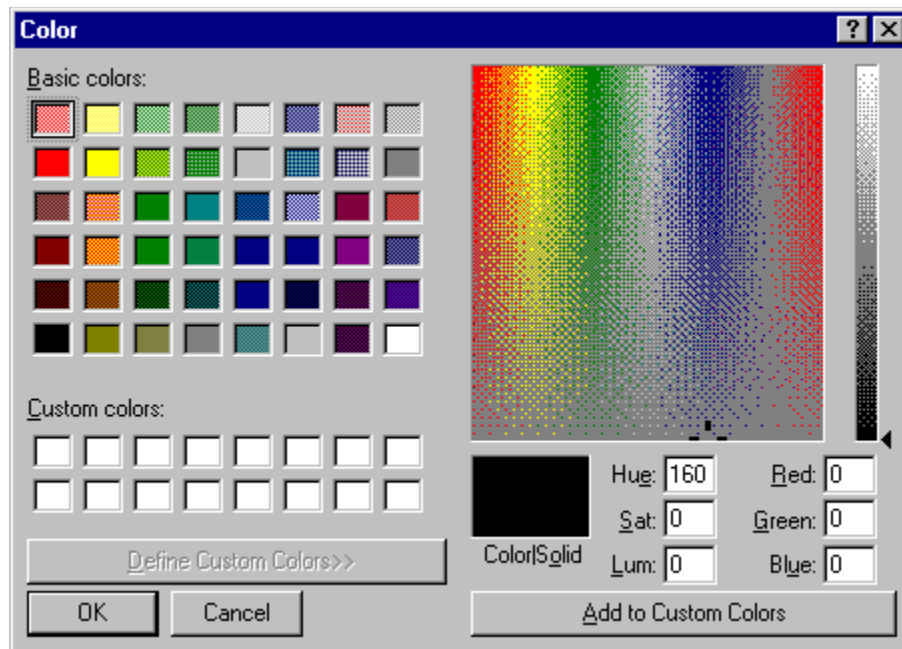 Color
Basic colors:
Custom colors:
Define Custom Colors>>
OK Cancel
Color|Solid
Hue: 160 Red: 0
Sat: 0 Green: 0
Lum: 0 Blue: 0
Add to Custom Colors